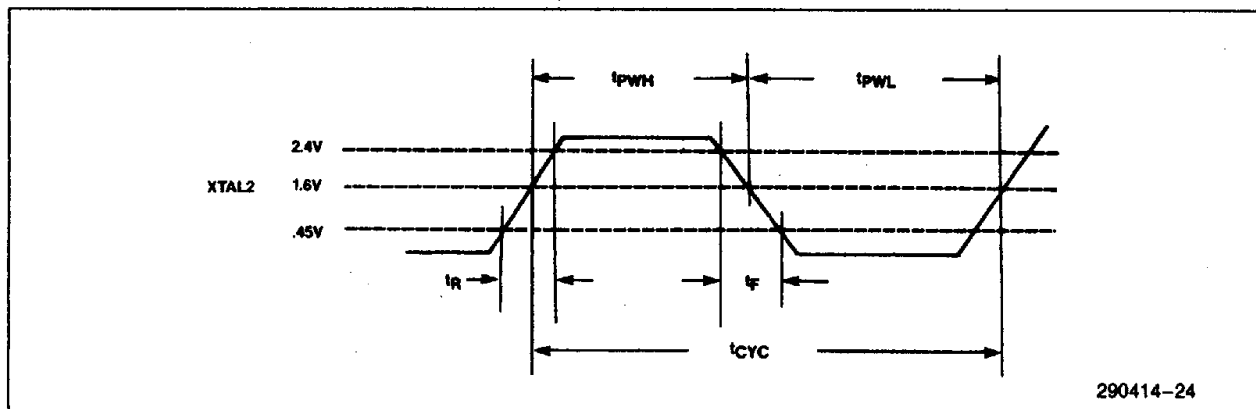 tPWH
tPWL
2.4V
XTAL2 1.6V
.45V
tR
tF
tCYC
290414-24